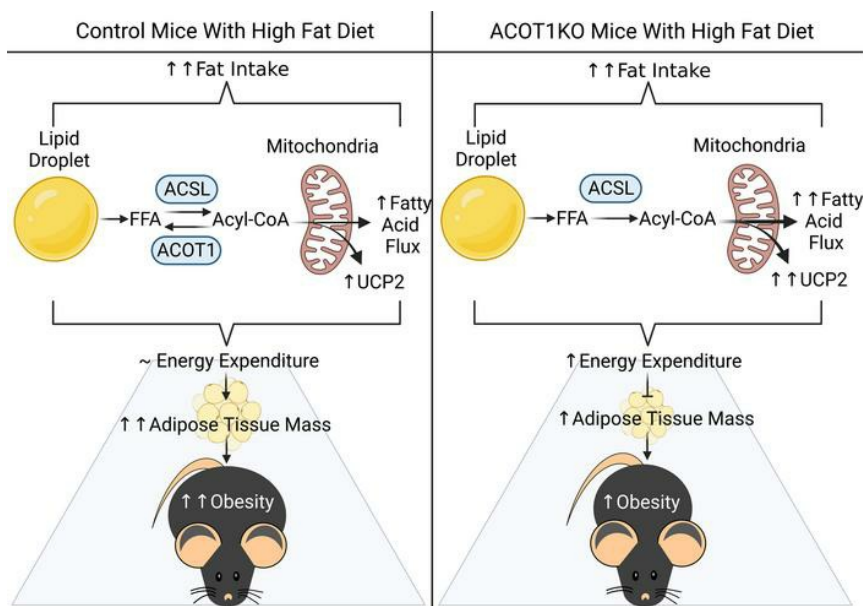 Control Mice With High Fat Diet
↑↑Fat Intake
Lipid
Droplet
Mitochondria
ACSL
FFA
Acyl-CoA
ACOT1
↑Fatty
Acid
Flux
↑UCP2
~ Energy Expenditure
↑↑Adipose Tissue Mass
↑↑Obesity
ACOT1KO Mice With High Fat Diet
↑↑Fat Intake
Lipid
Droplet
Mitochondria
ACSL
FFA
Acyl-CoA
↑↑Fatty
Acid
Flux
↑↑UCP2
↑Energy Expenditure
↑Adipose Tissue Mass
↑Obesity